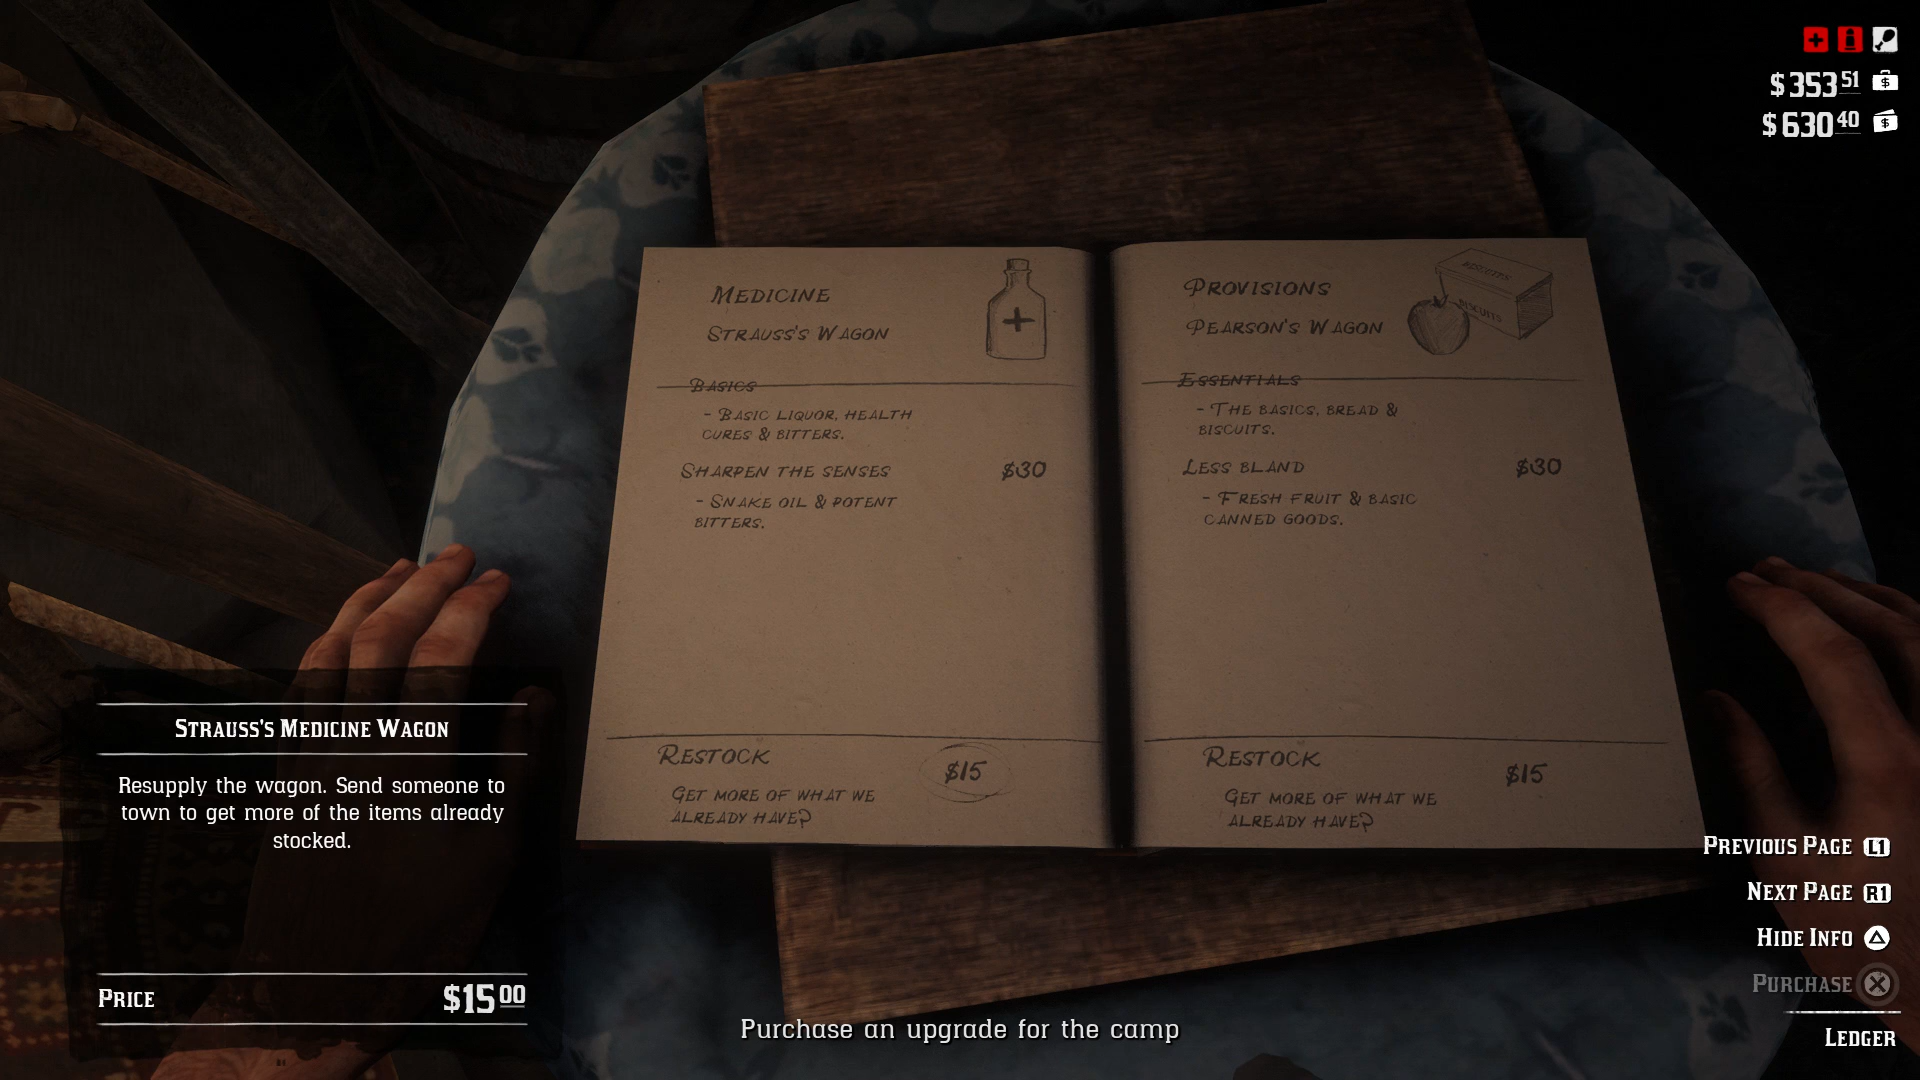 $353 51
$630 40
MEDICINE
STRAUSS'S WAGON
BASICS
- BASIC LIQUOR, HEALTH
CURES & BITTERS.
SHARPEN THE SENSES $30
- SNAKE OIL & POTENT
BITTERS.
RESTOCK $15
GET MORE OF WHAT WE
ALREADY HAVE?
PROVISIONS
PEARSON'S WAGON
BISCUITS
BISCUITS
ESSENTIALS
- THE BASICS, BREAD &
BISCUITS.
LESS BLAND $30
- FRESH FRUIT & BASIC
CANNED GOODS.
RESTOCK $15
GET MORE OF WHAT WE
ALREADY HAVE?
STRAUSS'S MEDICINE WAGON
Resupply the wagon. Send someone to
town to get more of the items already
stocked.
PRICE $15 00
Purchase an upgrade for the camp
PREVIOUS PAGE L1
NEXT PAGE R1
HIDE INFO
PURCHASE
LEDGER